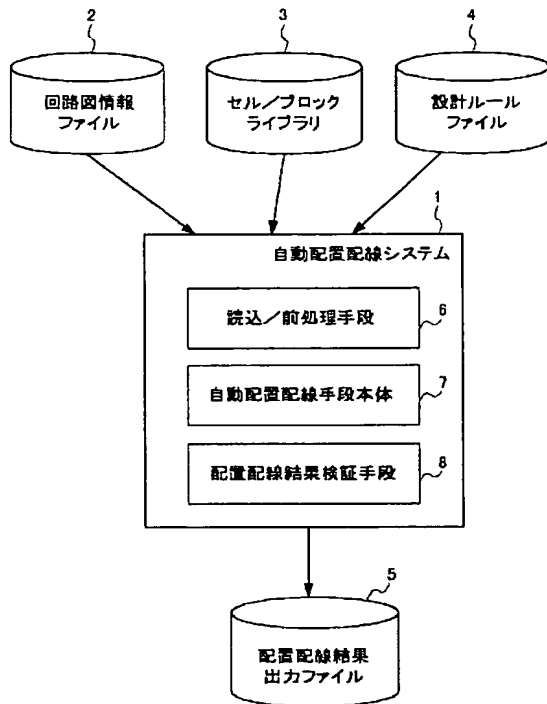 2
3
4
回路図情報
ファイル
セル／ブロック
ライブラリ
設計ルール
ファイル
1
自動配置配線システム
読込／前処理手段
6
自動配置配線手段本体
7
配置配線結果検証手段
8
5
配置配線結果
出力ファイル